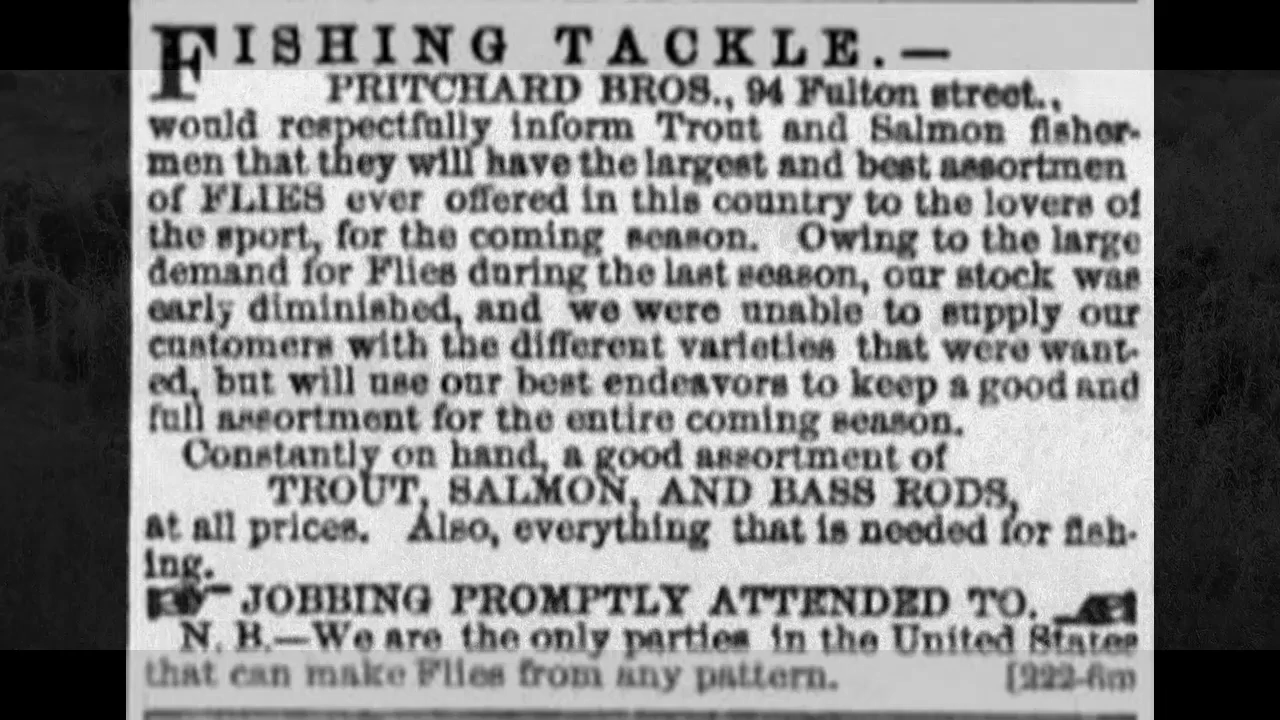 FISHING TACKLE.—
PRITCHARD BROS., 94 Fulton street.,
would respectfully inform Trout and Salmon fisher-
men that they will have the largest and best assortmen
of FLIES ever offered in this country to the lovers of
the sport, for the coming season. Owing to the large
demand for Flies during the last season, our stock was
early diminished, and we were unable to supply our
customers with the different varieties that were want-
ed, but will use our best endeavors to keep a good and
full assortment for the entire coming season.
Constantly on hand, a good assortment of
TROUT, SALMON, AND BASS RODS,
at all prices. Also, everything that is needed for fish-
ing.
JOBBING PROMPTLY ATTENDED TO.
N. B.—We are the only parties in the United States
that can make Flies from any pattern. [222-6m